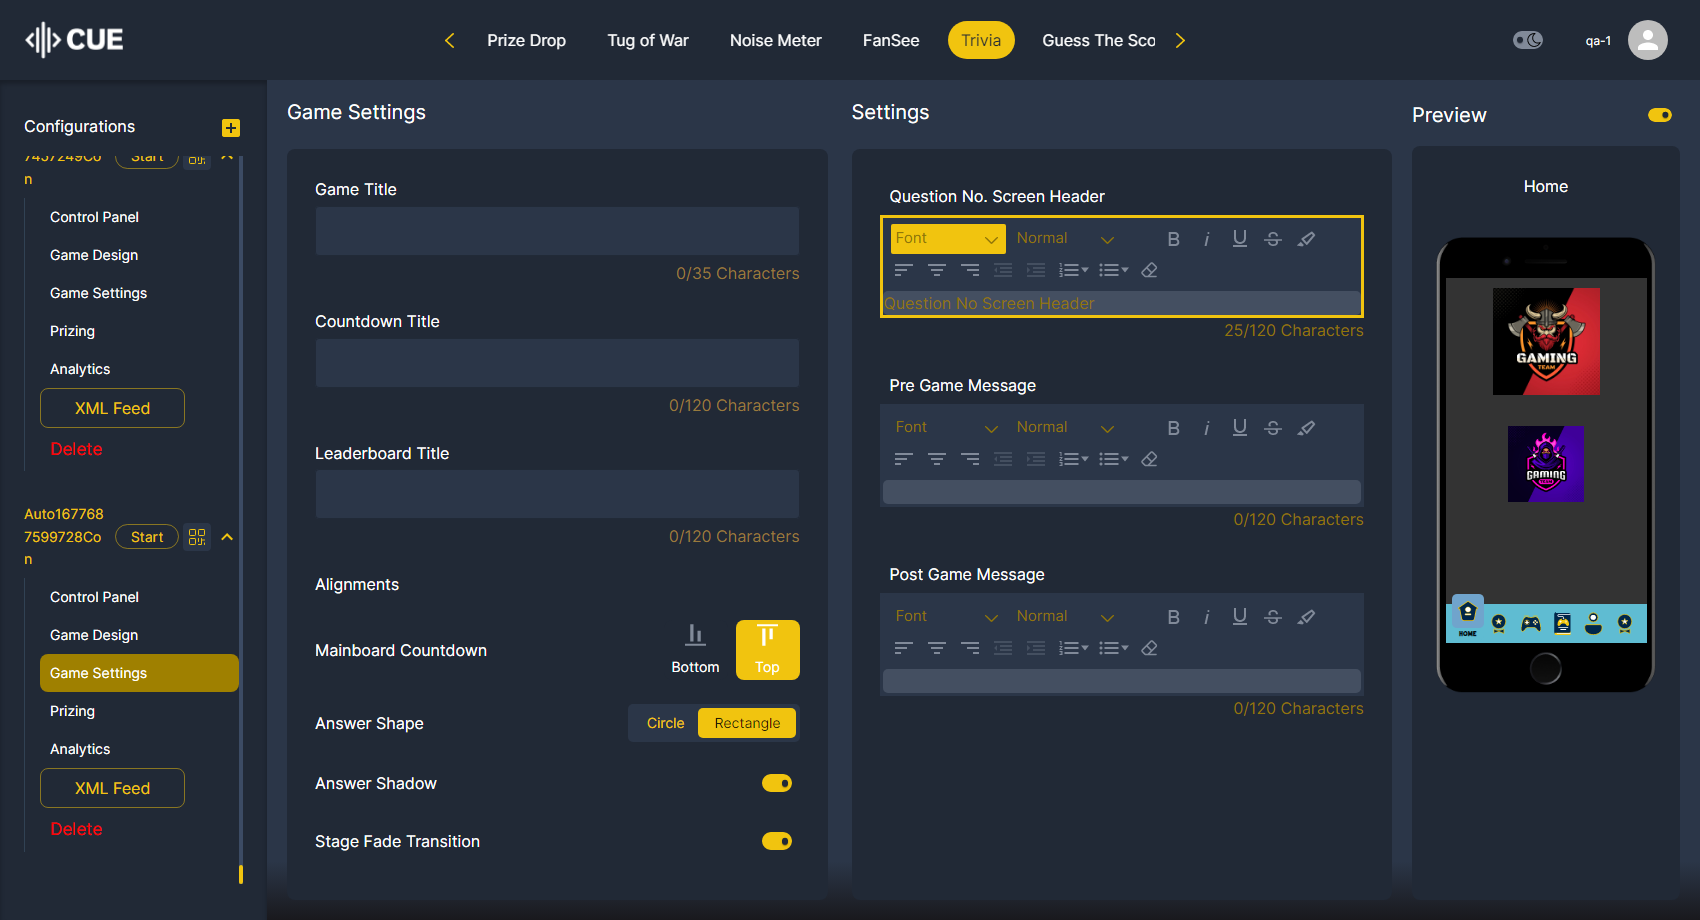 CUE
Prize Drop
Tug of War
Noise Meter
FanSee
Trivia
Guess The Sco
qa-1
Configurations
7457249Co
n
Start
Control Panel
Game Design
Game Settings
Prizing
Analytics
XML Feed
Delete
Auto167768
7599728Co
n
Start
Control Panel
Game Design
Game Settings
Prizing
Analytics
XML Feed
Delete
Game Settings
Game Title
0/35 Characters
Countdown Title
0/120 Characters
Leaderboard Title
0/120 Characters
Alignments
Mainboard Countdown
Bottom
Top
Answer Shape
Circle
Rectangle
Answer Shadow
Stage Fade Transition
Settings
Question No. Screen Header
Font
Normal
Question No Screen Header
25/120 Characters
Pre Game Message
Font
Normal
0/120 Characters
Post Game Message
Font
Normal
0/120 Characters
Preview
Home
GAMING
TEAM
GAMING
TEAM
HOME